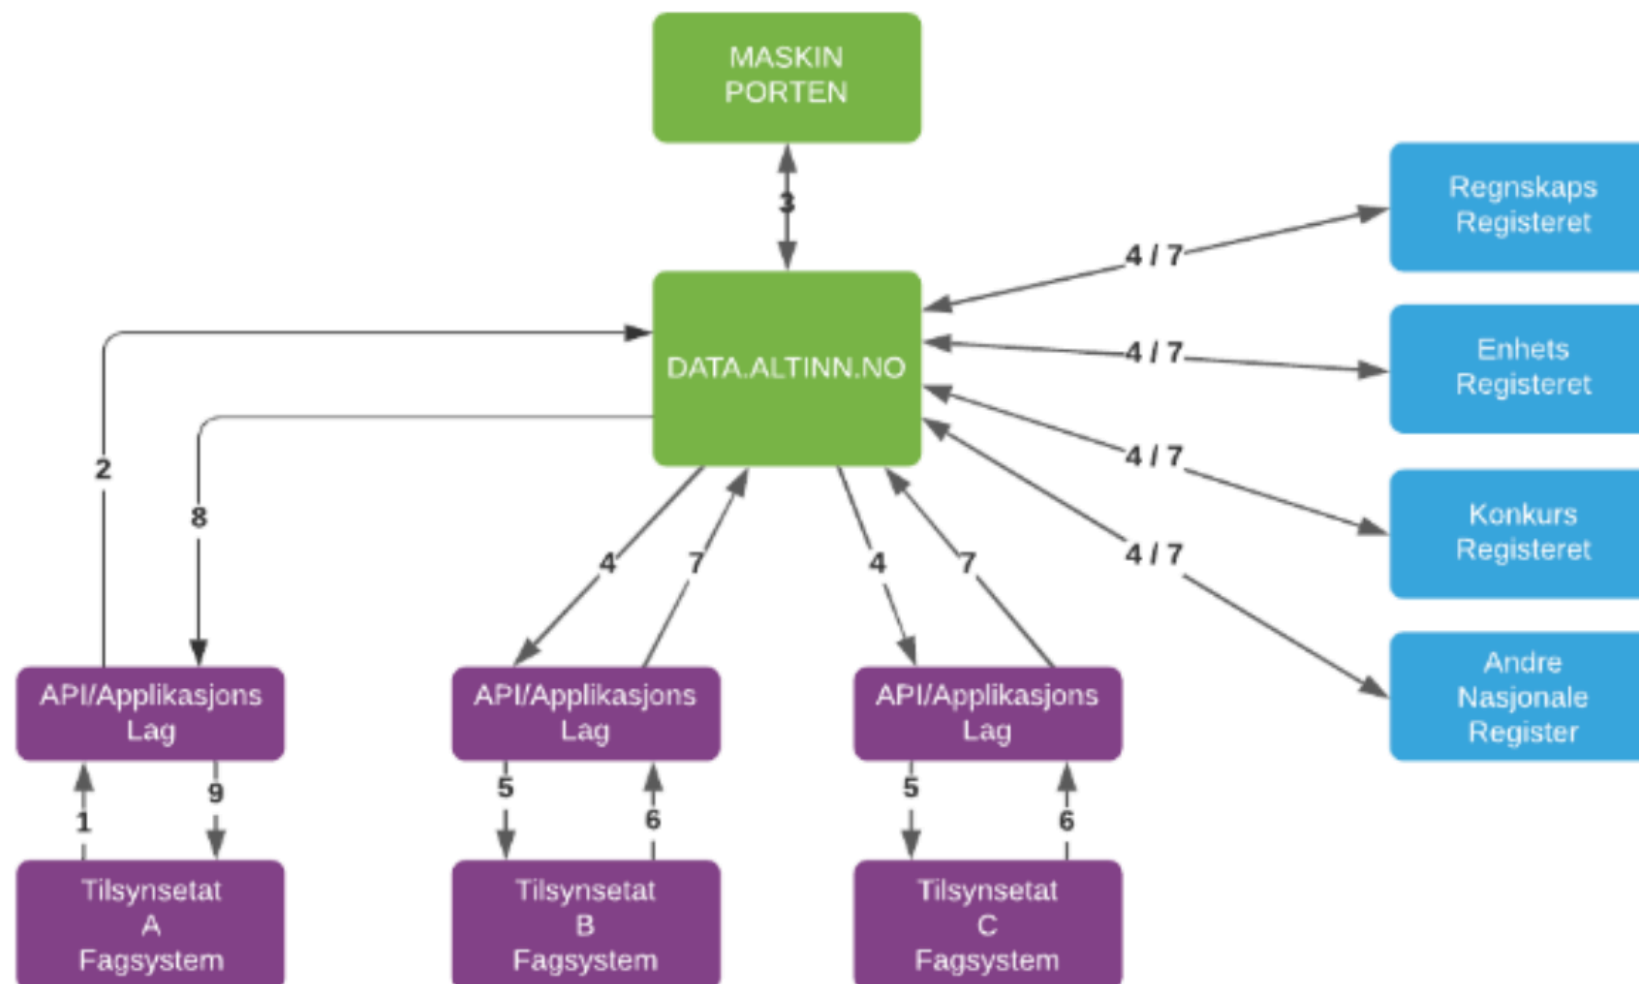 MASKIN
PORTEN
3
Regnskaps
Registeret
4 / 7
DATA.ALTINN.NO
4 / 7
Enhets
Registeret
4 / 7
Konkurs
Registeret
4 / 7
Andre
Nasjonale
Register
2
8
4
7
4
7
API/Applikasjons
Lag
API/Applikasjons
Lag
API/Applikasjons
Lag
1
9
5
6
5
6
Tilsynsetat
A
Fagsystem
Tilsynsetat
B
Fagsystem
Tilsynsetat
C
Fagsystem